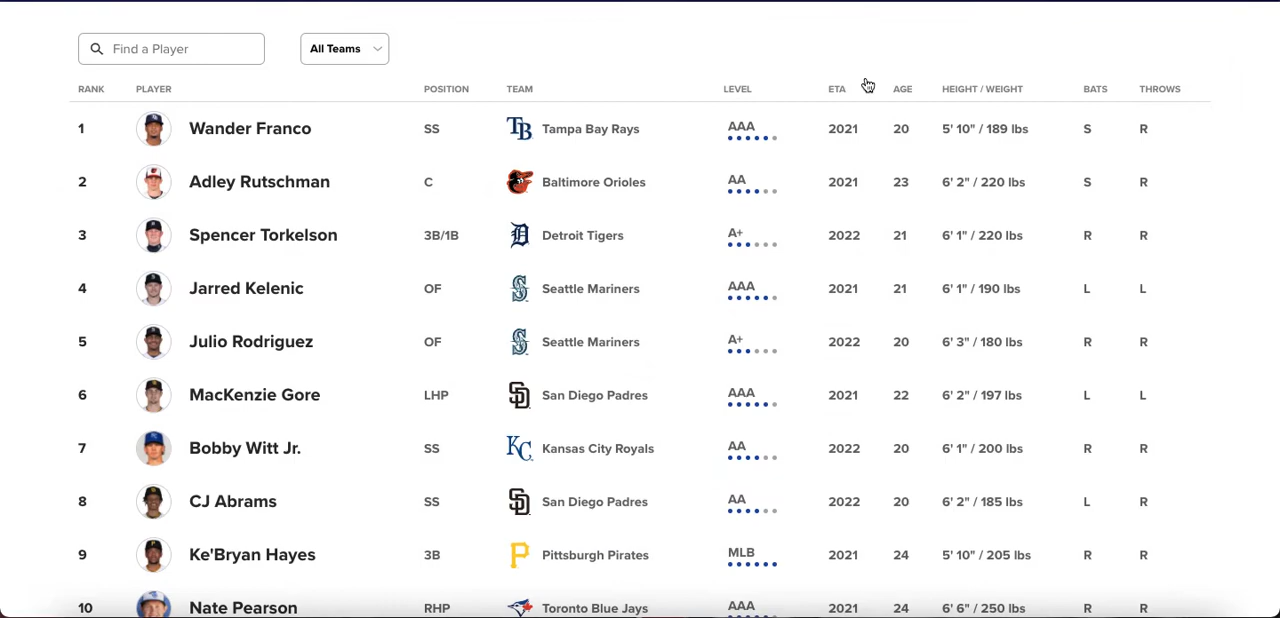 Find a Player All Teams
RANK PLAYER POSITION TEAM LEVEL ETA AGE HEIGHT / WEIGHT BATS THROWS
1 Wander Franco SS TB Tampa Bay Rays AAA 2021 20 5' 10" / 189 lbs S R
2 Adley Rutschman C Baltimore Orioles AA 2021 23 6' 2" / 220 lbs S R
3 Spencer Torkelson 3B/1B D Detroit Tigers A+ 2022 21 6' 1" / 220 lbs R R
4 Jarred Kelenic OF S Seattle Mariners AAA 2021 21 6' 1" / 190 lbs L L
5 Julio Rodriguez OF S Seattle Mariners A+ 2022 20 6' 3" / 180 lbs R R
6 MacKenzie Gore LHP SD San Diego Padres AAA 2021 22 6' 2" / 197 lbs L L
7 Bobby Witt Jr. SS KC Kansas City Royals AA 2022 20 6' 1" / 200 lbs R R
8 CJ Abrams SS SD San Diego Padres AA 2022 20 6' 2" / 185 lbs L R
9 Ke'Bryan Hayes 3B P Pittsburgh Pirates MLB 2021 24 5' 10" / 205 lbs R R
10 Nate Pearson RHP Toronto Blue Jays AAA 2021 24 6' 6" / 250 lbs R R